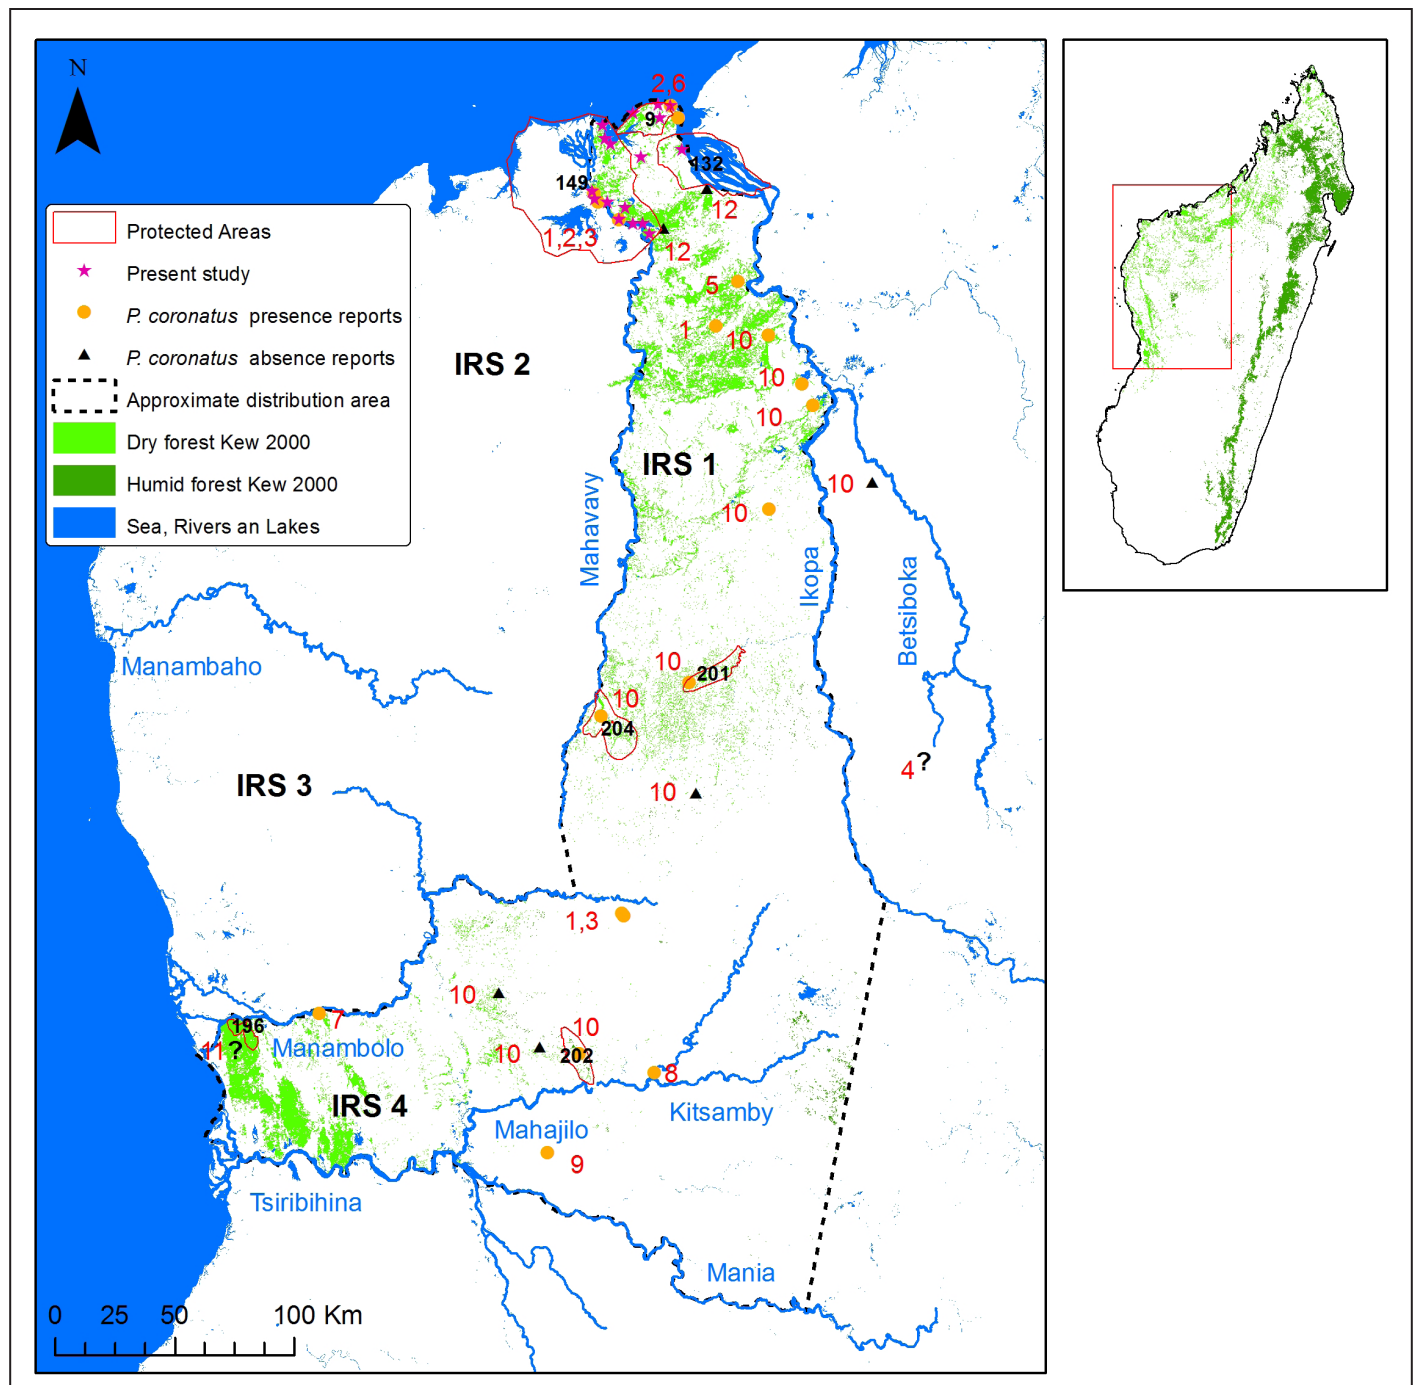 N
2,6
9
132
149
12
1,2,3
12
Protected Areas
Present study
P. coronatus presence reports
P. coronatus absence reports
Approximate distribution area
Dry forest Kew 2000
Humid forest Kew 2000
Sea, Rivers an Lakes
5
1
10
IRS 2
10
10
IRS 1
10
10
Mahavavy
Ikopa
Betsiboka
Manambaho
10
201
10
204
4?
IRS 3
10
1,3
10
7
196
11?
Manambolo
10
10
202
8
IRS 4
Kitsamby
Mahajilo
9
Tsiribihina
Mania
0 25 50 100 Km